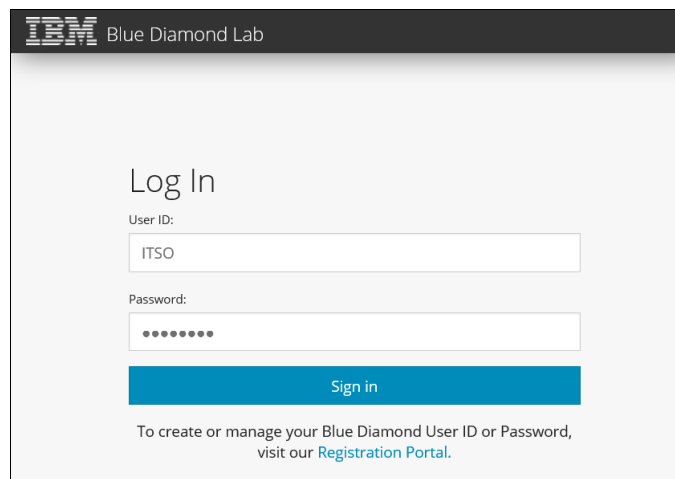 IBM Blue Diamond Lab
Log In
User ID:
ITSO
Password:
●●●●●●●●
Sign in
To create or manage your Blue Diamond User ID or Password,
visit our Registration Portal.